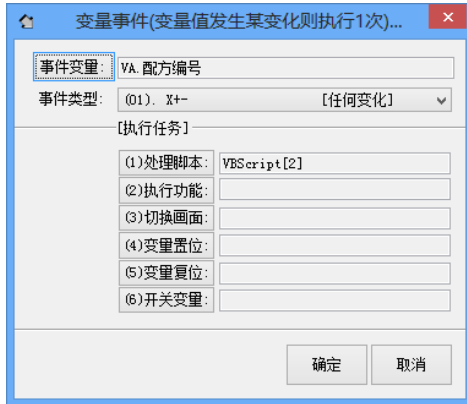 变量事件(变量值发生某变化则执行1次)...
事件变量: VA.配方编号
事件类型: (01). X+- [任何变化]
[执行任务]
(1)处理脚本: VBScript[2]
(2)执行功能:
(3)切换画面:
(4)变量置位:
(5)变量复位:
(6)开关变量:
确定 取消